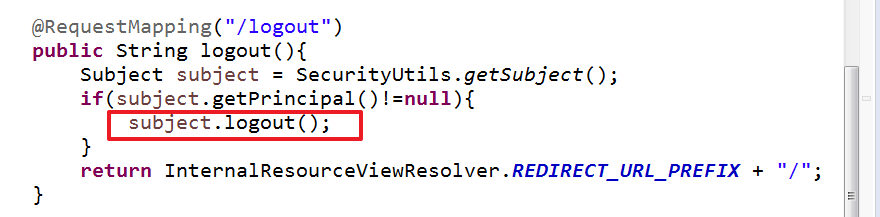 @RequestMapping("/logout")
public String logout(){
    Subject subject = SecurityUtils.getSubject();
    if(subject.getPrincipal()!=null){
        subject.logout();
    }
    return InternalResourceViewResolver.REDIRECT_URL_PREFIX + "/";
}